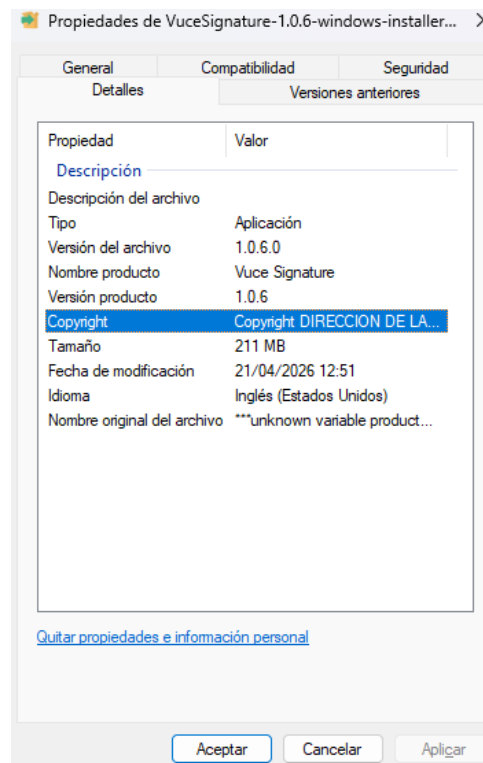 Propiedades de VuceSignature-1.0.6-windows-installer...
General Compatibilidad Seguridad
Detalles Versiones anteriores
Propiedad Valor
Descripción
Descripción del archivo
Tipo Aplicación
Versión del archivo 1.0.6.0
Nombre producto Vuce Signature
Versión producto 1.0.6
Copyright Copyright DIRECCION DE LA...
Tamaño 211 MB
Fecha de modificación 21/04/2026 12:51
Idioma Inglés (Estados Unidos)
Nombre original del archivo ***unknown variable product...
Quitar propiedades e información personal
Aceptar Cancelar Aplicar